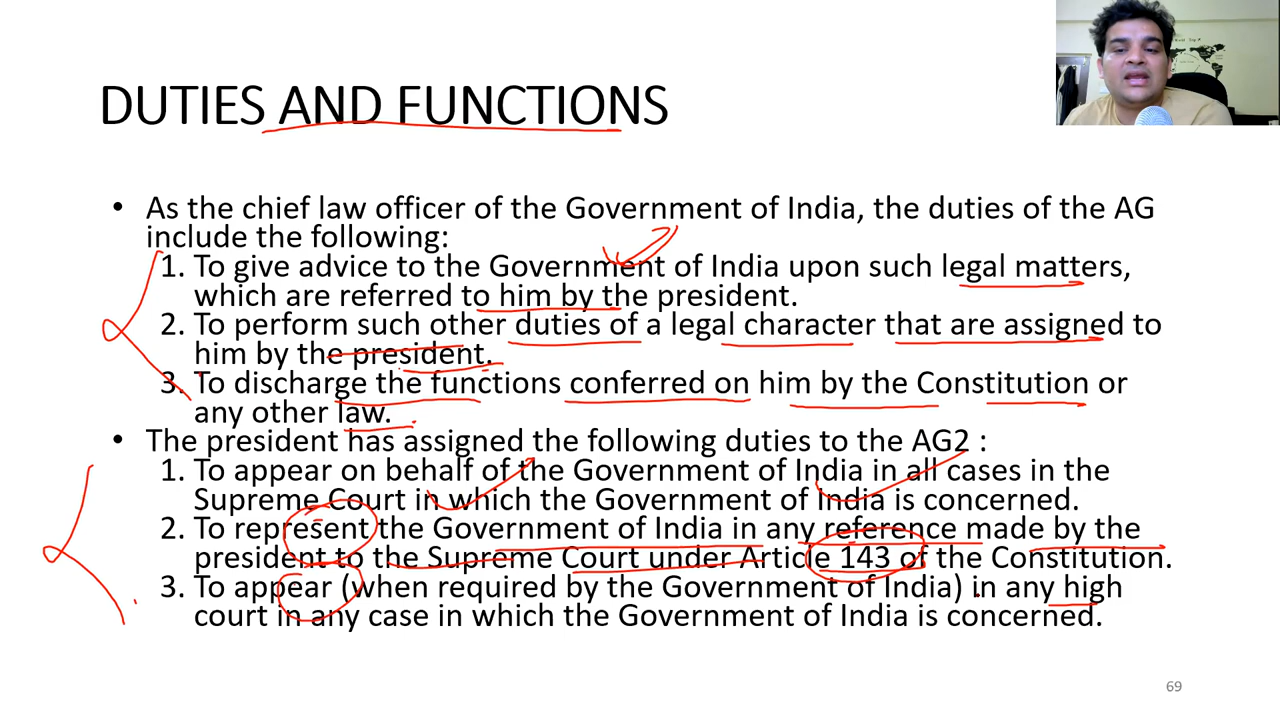 DUTIES AND FUNCTIONS
• As the chief law officer of the Government of India, the duties of the AG
include the following:
1. To give advice to the Government of India upon such legal matters,
which are referred to him by the president.
2. To perform such other duties of a legal character that are assigned to
him by the president.
3. To discharge the functions conferred on him by the Constitution or
any other law.
• The president has assigned the following duties to the AG2 :
1. To appear on behalf of the Government of India in all cases in the
Supreme Court in which the Government of India is concerned.
2. To represent the Government of India in any reference made by the
president to the Supreme Court under Article 143 of the Constitution.
3. To appear (when required by the Government of India) in any high
court in any case in which the Government of India is concerned.
69